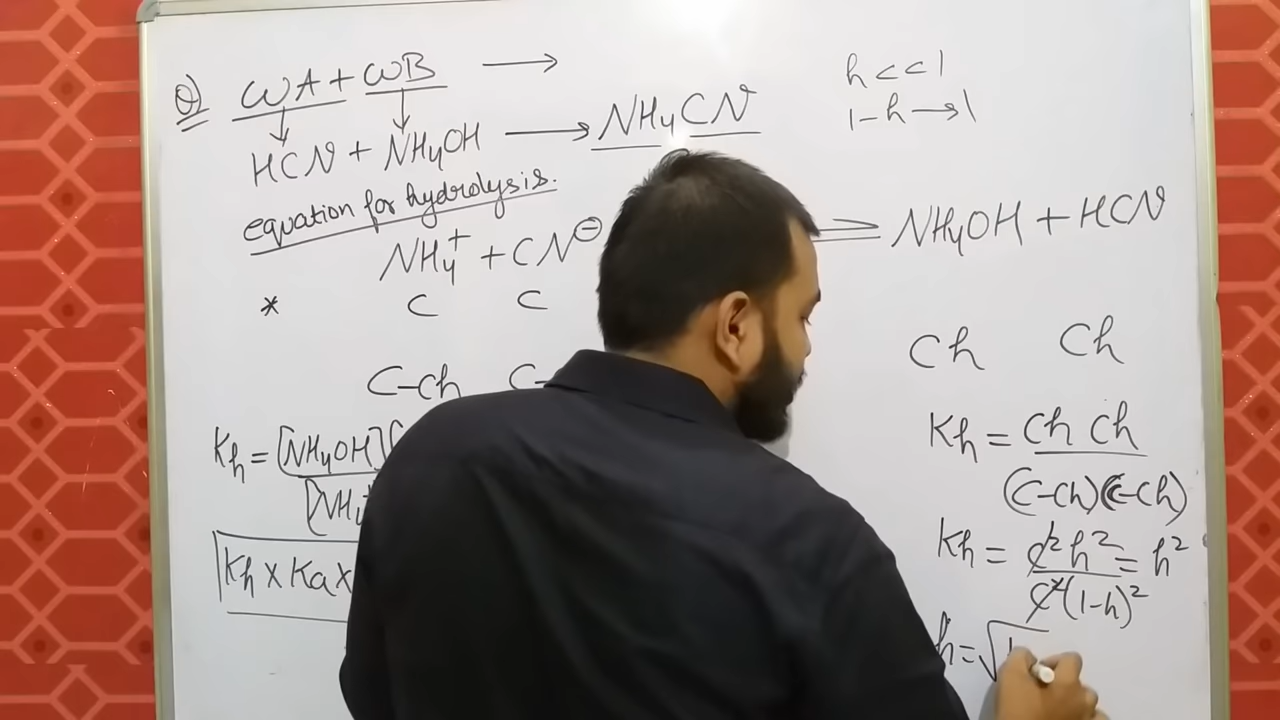 Q) WA + WB ⟶
h << 1
1-h → 1
HCN + NH4OH ⟶ NH4CN
equation for hydrolysis.
NH4+ + CN⊖ ⇌ NH4OH + HCN
* C C
Ch Ch
C-Ch C-
Kh = [NH4OH]
[NH4+
Kh = Ch Ch / (C-Ch)(C-Ch)
Kh = C²h² / C²(1-h)² = h²
Kh × Ka ×
h = √